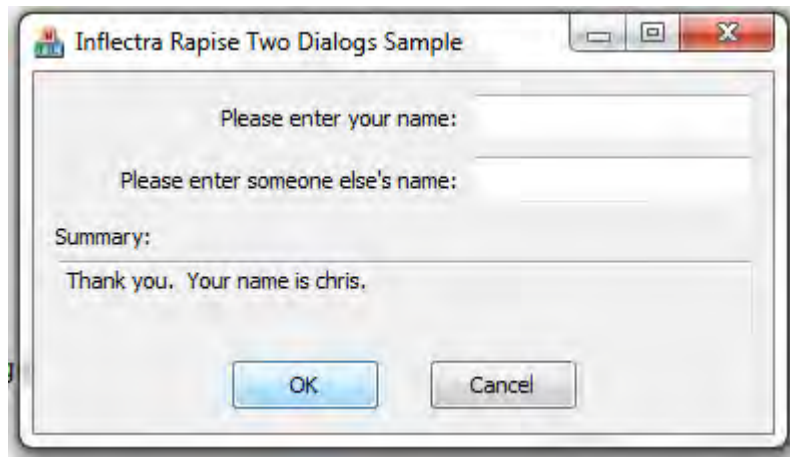 Inflectra Rapise Two Dialogs Sample
Please enter your name:
Please enter someone else's name:
Summary:
Thank you.  Your name is chris.
OK Cancel